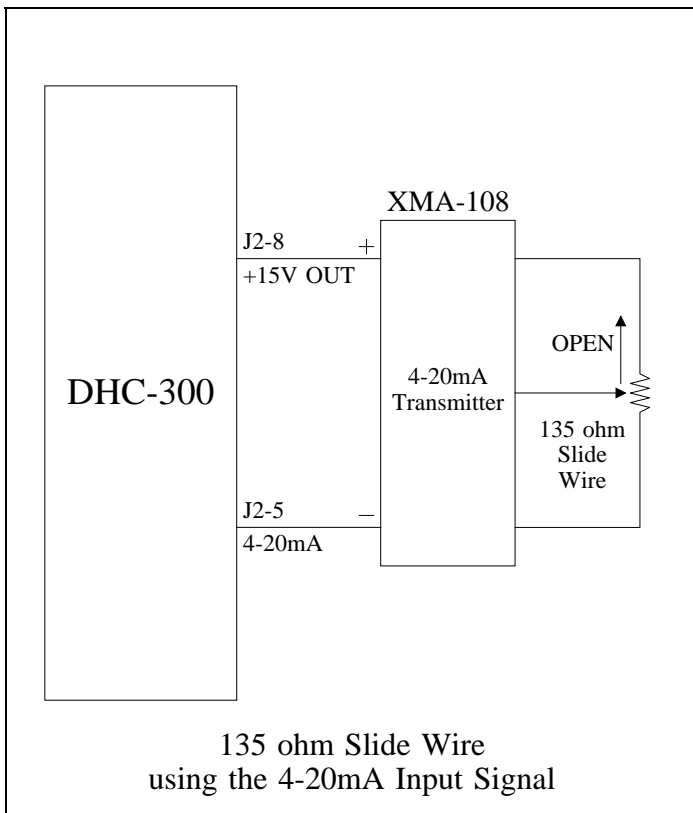 XMA-108
J2-8
+
+15V OUT
OPEN
DHC-300
4-20mA
Transmitter
135 ohm
Slide
Wire
J2-5
−
4-20mA
135 ohm Slide Wire
using the 4-20mA Input Signal